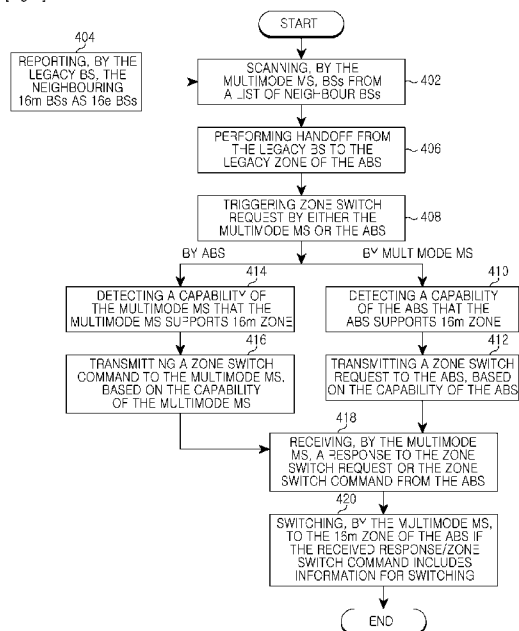 START
404
REPORTING, BY THE
LEGACY BS, THE
NEIGHBOURING
16m BSs AS 16e BSs
SCANNING, BY THE
MULTIMODE MS, BSs FROM
A LIST OF NEIGHBOUR BSs
402
PERFORMING HANDOFF FROM
THE LEGACY BS TO THE
LEGACY ZONE OF THE ABS
406
TRIGGERING ZONE SWITCH
REQUEST BY EITHER THE
MULTIMODE MS OR THE ABS
408
BY ABS
BY MULT MODE MS
414
DETECTING A CAPABILITY OF
THE MULTIMODE MS THAT THE
MULTIMODE MS SUPPORTS 16m ZONE
410
DETECTING A CAPABILITY
OF THE ABS THAT THE
ABS SUPPORTS 16m ZONE
416
TRANSMITTING A ZONE SWITCH
COMMAND TO THE MULTIMODE MS,
BASED ON THE CAPABILITY
OF THE MULTIMODE MS
412
TRANSMITTING A ZONE SWITCH
REQUEST TO THE ABS, BASED
ON THE CAPABILITY OF THE ABS
418
RECEIVING, BY THE MULTIMODE
MS, A RESPONSE TO THE ZONE
SWITCH REQUEST OR THE ZONE
SWITCH COMMAND FROM THE ABS
420
SWITCHING, BY THE MULTIMODE MS,
TO THE 16m ZONE OF THE ABS IF
THE RECEIVED RESPONSE/ZONE
SWITCH COMMAND INCLUDES
INFORMATION FOR SWITCHING
END